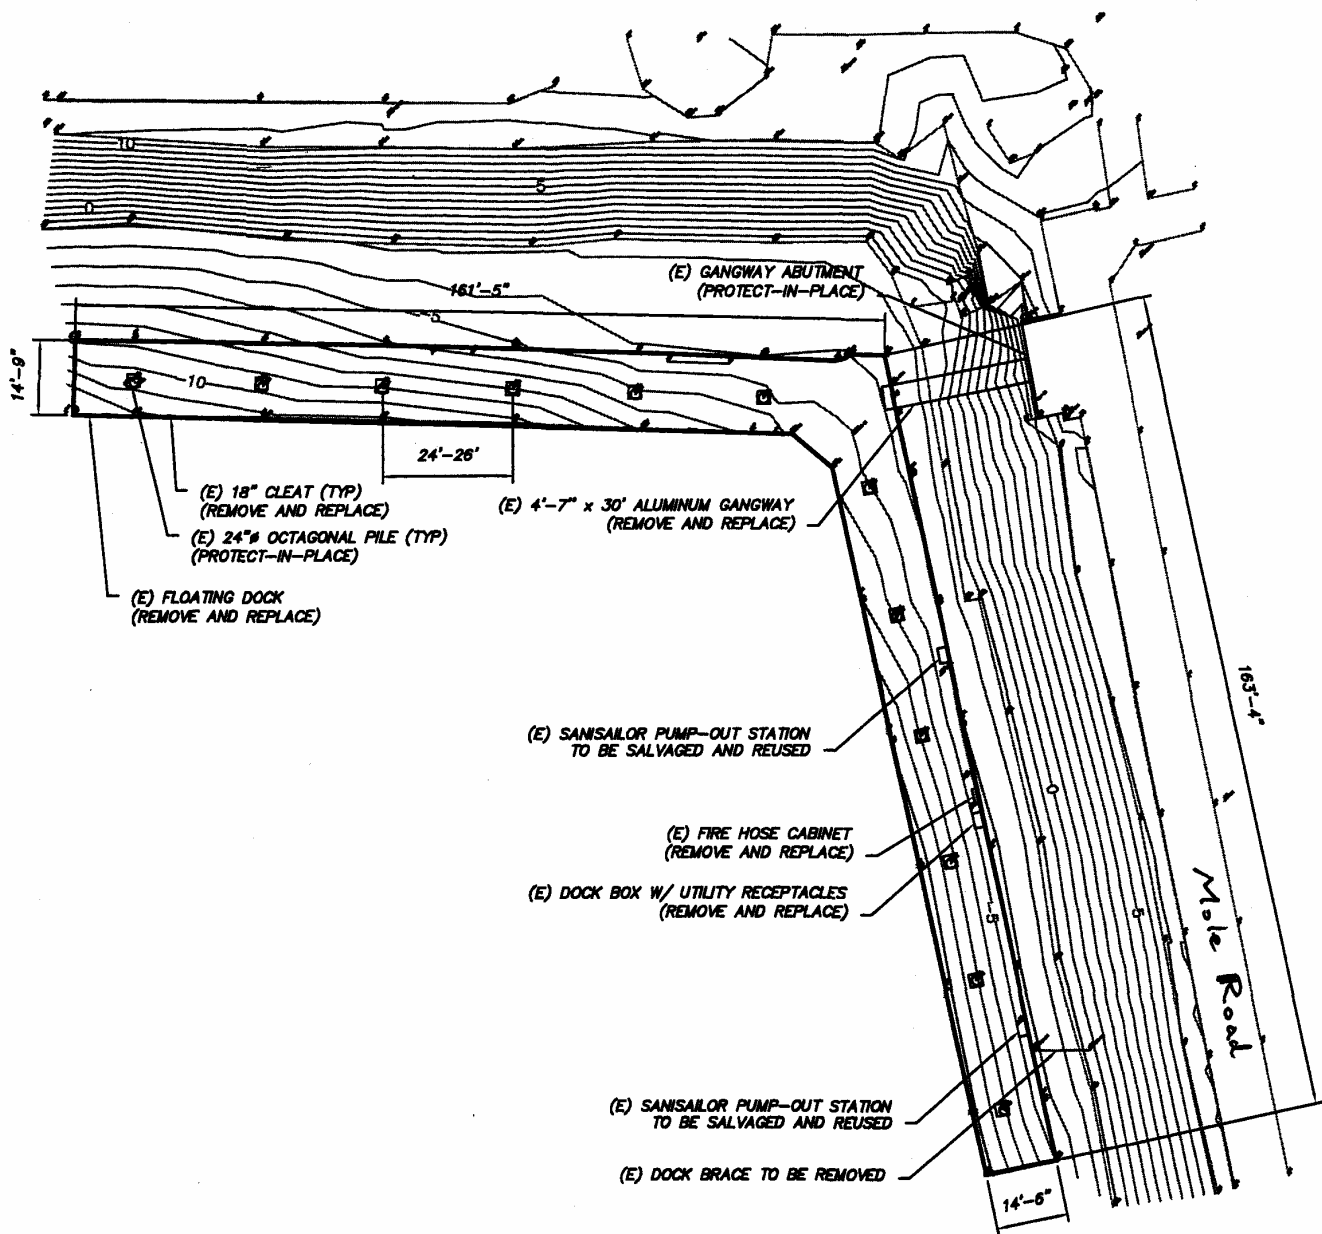 10
5
0
(E) GANGWAY ABUTMENT
(PROTECT-IN-PLACE)
161'-5"
-5
14'-9"
-10
24'-26'
(E) 18" CLEAT (TYP)
(REMOVE AND REPLACE)
(E) 4'-7" x 30' ALUMINUM GANGWAY
(REMOVE AND REPLACE)
(E) 24"ø OCTAGONAL PILE (TYP)
(PROTECT-IN-PLACE)
(E) FLOATING DOCK
(REMOVE AND REPLACE)
163'-4"
(E) SANISAILOR PUMP-OUT STATION
TO BE SALVAGED AND REUSED
0
(E) FIRE HOSE CABINET
(REMOVE AND REPLACE)
(E) DOCK BOX W/ UTILITY RECEPTACLES
(REMOVE AND REPLACE)
-5
5
Mole Road
(E) SANISAILOR PUMP-OUT STATION
TO BE SALVAGED AND REUSED
(E) DOCK BRACE TO BE REMOVED
14'-6"